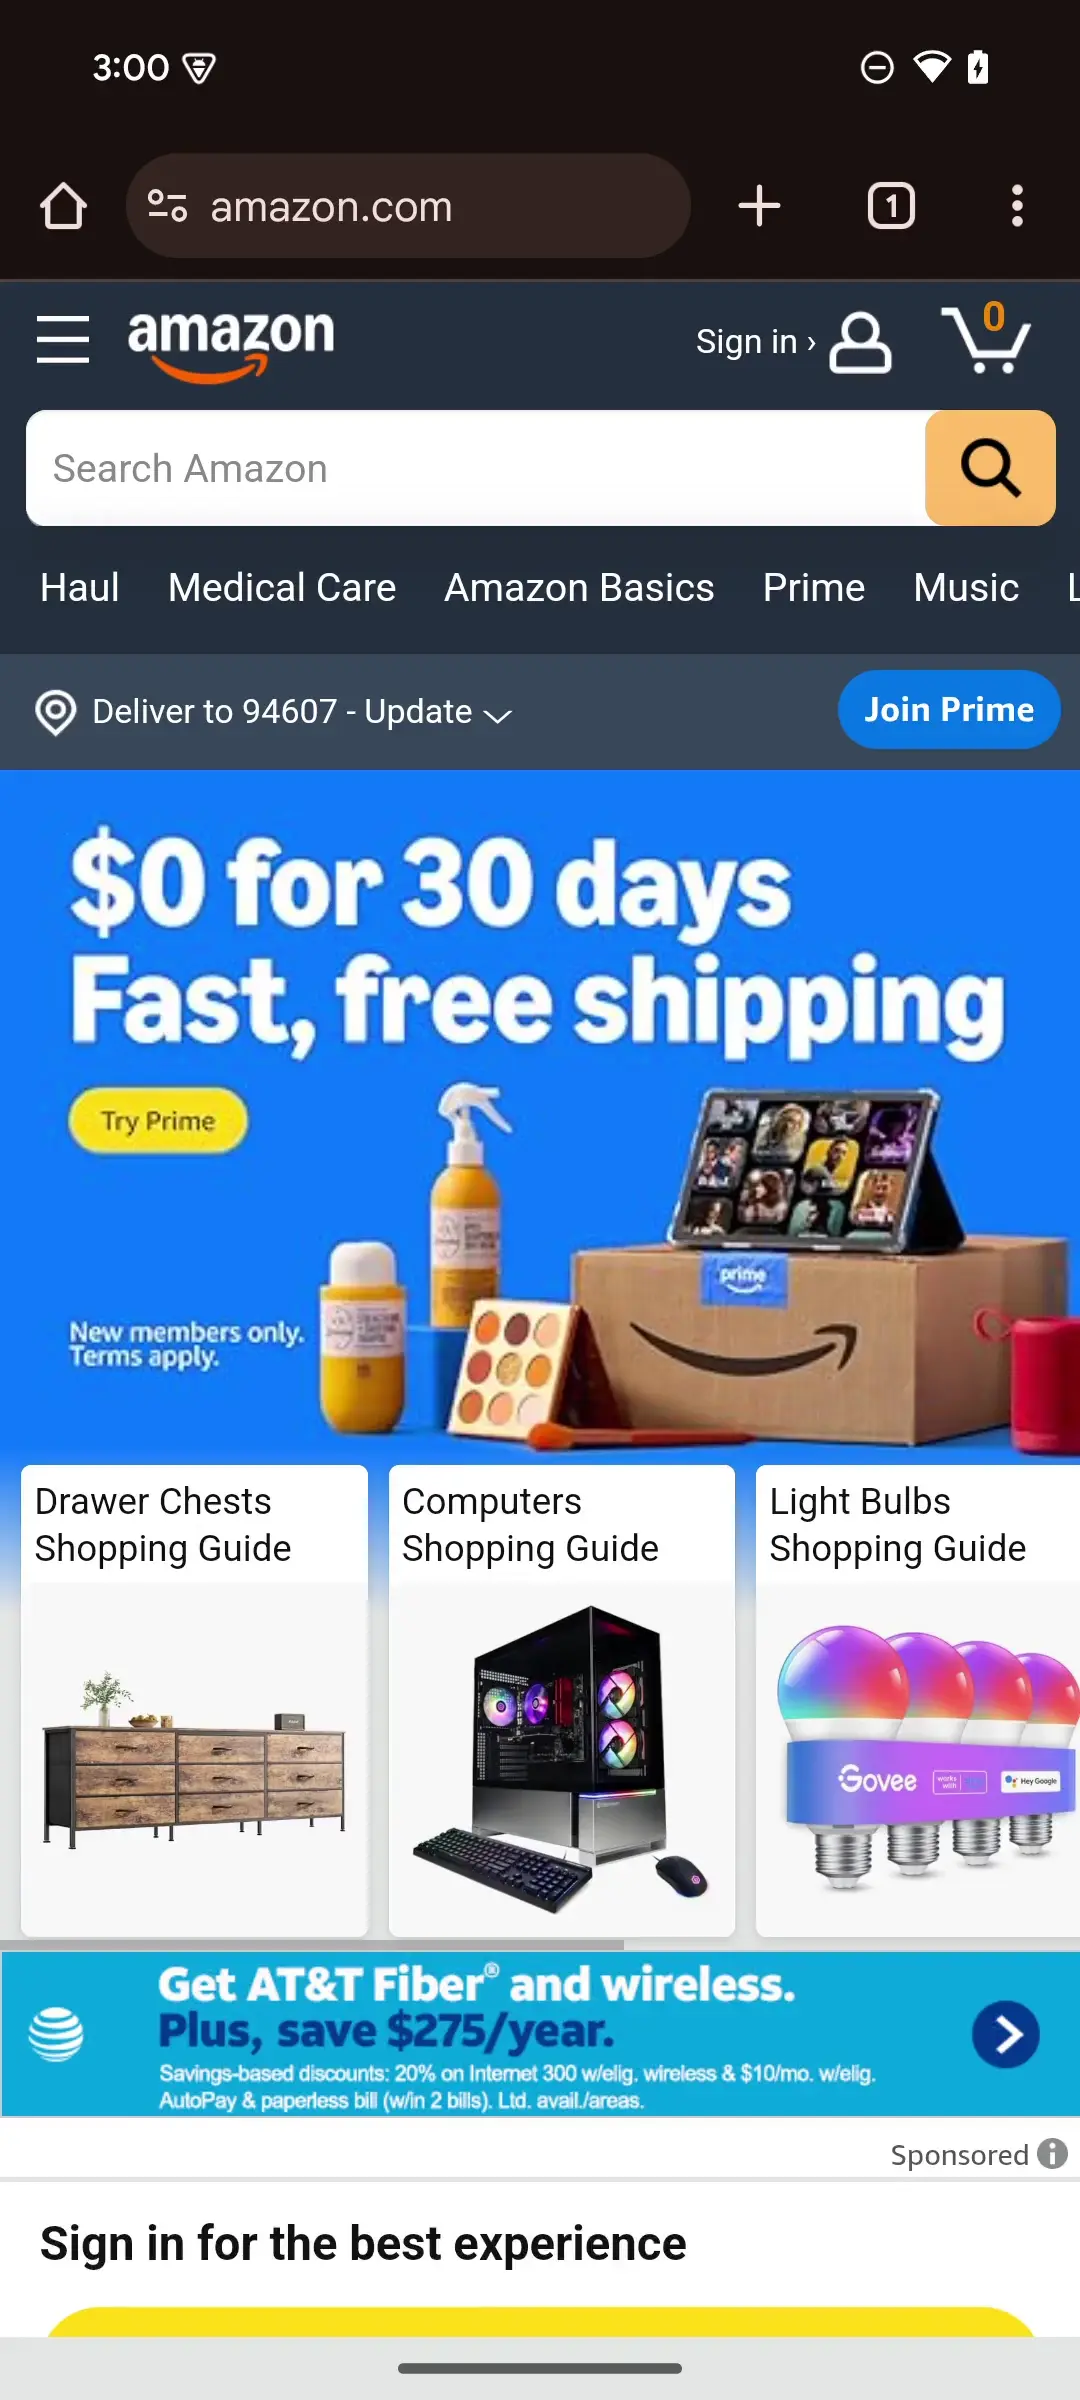 3:00
amazon.com
1
amazon
Sign in ›
0
Search Amazon
Haul Medical Care Amazon Basics Prime Music L
Deliver to 94607 - Update
Join Prime
$0 for 30 days
Fast, free shipping
Try Prime
prime
New members only.
Terms apply.
Drawer Chests
Shopping Guide
Computers
Shopping Guide
Light Bulbs
Shopping Guide
Govee
works with
Hey Google
Get AT&T Fiber® and wireless.
Plus, save $275/year.
Savings-based discounts: 20% on Internet 300 w/elig. wireless & $10/mo. w/elig.
AutoPay & paperless bill (w/in 2 bills). Ltd. avail./areas.
Sponsored
Sign in for the best experience